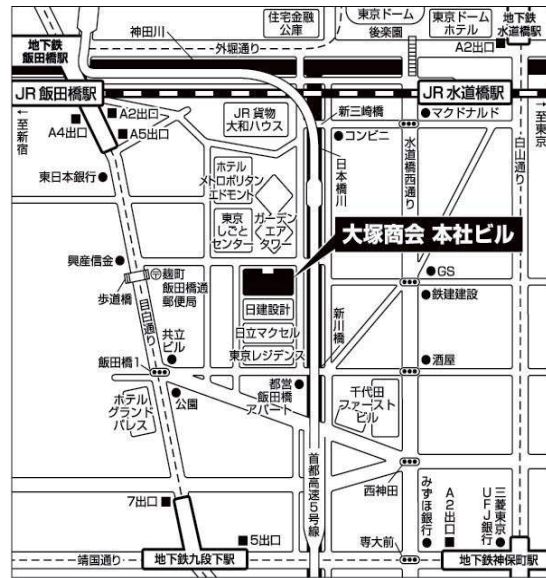 住宅金融
公庫
東京ドーム
後楽園
東京ドーム
ホテル
地下鉄
水道橋駅
A2出口
神田川
外堀通り
地下鉄
飯田橋駅
JR 飯田橋駅
JR 水道橋駅
←至新宿
A4出口
A2出口
A5出口
JR 貨物
大和ハウス
新三崎橋
マクドナルド
コンビニ
日本橋川
水道橋西通り
白山通り
→至東京
東日本銀行
ホテル
メトロポリタン
エドモント
東京
しごと
センター
ガーデン
エア
タワー
大塚商会 本社ビル
興産信金
歩道橋
〒麹町
飯田橋通
郵便局
目白通り
日建設計
日立マクセル
東京レジデンス
新川橋
GS
鉄建建設
共立
ビル
飯田橋1
酒屋
ホテル
グランド
パレス
公園
都営
飯田橋
アパート
千代田
ファースト
ビル
首都高速5号線
西神田
7出口
5出口
みずほ銀行
A2出口
三菱東京
UFJ銀行
専大前
靖国通り
地下鉄九段下駅
地下鉄神保町駅